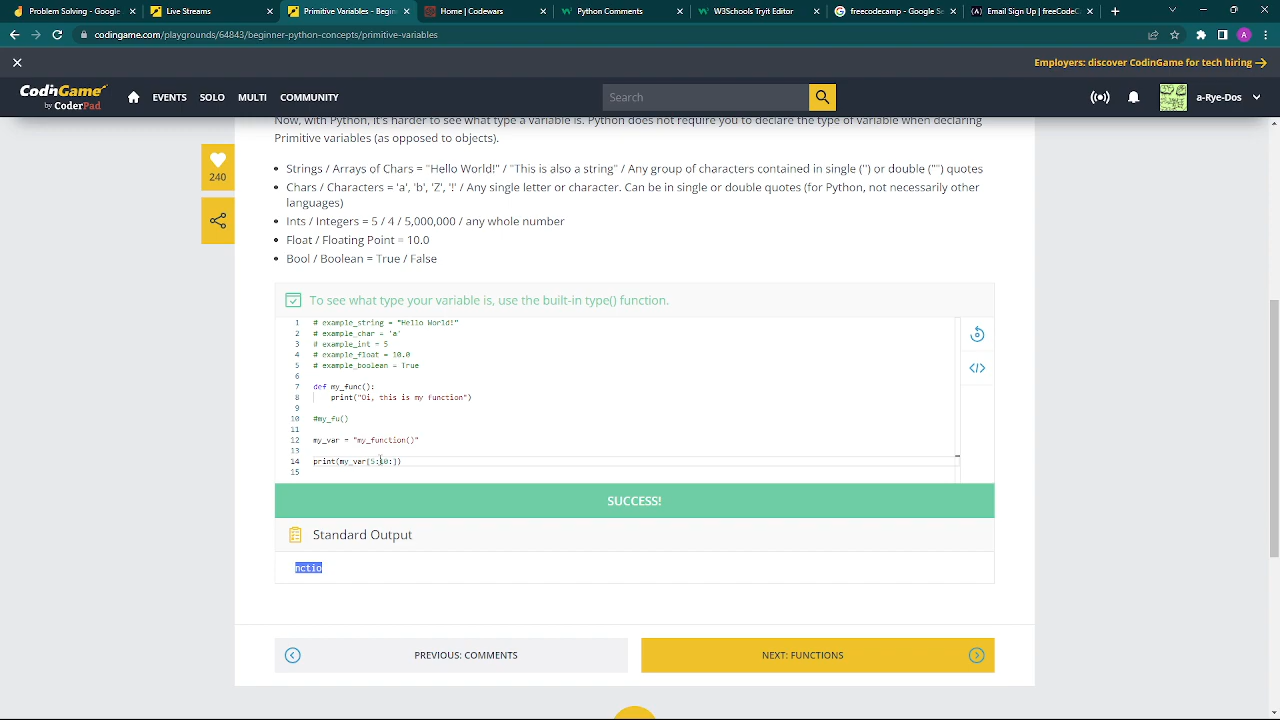 Problem Solving - Google S
Live Streams
Primitive Variables - Begin
Home | Codewars
Python Comments
W3Schools Tryit Editor
freecodecamp - Google Se
Email Sign Up | freeCodeC
codingame.com/playgrounds/64843/beginner-python-concepts/primitive-variables
A
Employers: discover CodinGame for tech hiring
CODINGAME
by CoderPad
EVENTS
SOLO
MULTI
COMMUNITY
Search
a-Rye-Dos
240
Now, with Python, it's harder to see what type a variable is. Python does not require you to declare the type of variable when declaring
Primitive variables (as opposed to objects).
Strings / Arrays of Chars = "Hello World!" / "This is also a string" / Any group of characters contained in single (') or double ("") quotes
Chars / Characters = 'a', 'b', 'Z', '!' / Any single letter or character. Can be in single or double quotes (for Python, not necessarily other
languages)
Ints / Integers = 5 / 4 / 5,000,000 / any whole number
Float / Floating Point = 10.0
Bool / Boolean = True / False
To see what type your variable is, use the built-in type() function.
1 # example_string = "Hello World!"
2 # example_char = 'a'
3 # example_int = 5
4 # example_float = 10.0
5 # example_boolean = True
6
7 def my_func():
8 print("Oi, this is my function")
9
10 #my_fu()
11
12 my_var = "my_function()"
13
14 print(my_var[5:10:])
15
SUCCESS!
Standard Output
nctio
PREVIOUS: COMMENTS
NEXT: FUNCTIONS